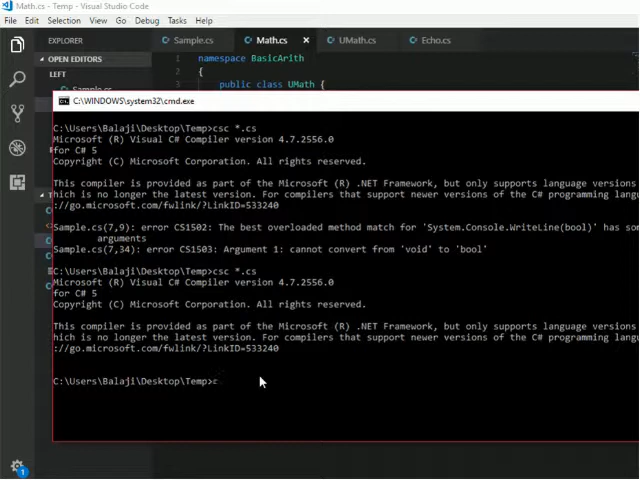 Math.cs - Temp - Visual Studio Code
File Edit Selection View Go Debug Tasks Help
EXPLORER
Sample.cs Math.cs × UMath.cs Echo.cs
OPEN EDITORS
LEFT
Sample.cs
1 namespace BasicArith
2 {
3 public class UMath {
C:\WINDOWS\system32\cmd.exe
C:\Users\Balaji\Desktop\Temp>csc *.cs
Microsoft (R) Visual C# Compiler version 4.7.2556.0
for C# 5
Copyright (C) Microsoft Corporation. All rights reserved.
This compiler is provided as part of the Microsoft (R) .NET Framework, but only supports language versions
hich is no longer the latest version. For compilers that support newer versions of the C# programming lang
://go.microsoft.com/fwlink/?LinkID=533240
Sample.cs(7,9): error CS1502: The best overloaded method match for 'System.Console.WriteLine(bool)' has so
arguments
Sample.cs(7,34): error CS1503: Argument 1: cannot convert from 'void' to 'bool'
C:\Users\Balaji\Desktop\Temp>csc *.cs
Microsoft (R) Visual C# Compiler version 4.7.2556.0
for C# 5
Copyright (C) Microsoft Corporation. All rights reserved.
This compiler is provided as part of the Microsoft (R) .NET Framework, but only supports language versions
hich is no longer the latest version. For compilers that support newer versions of the C# programming lang
://go.microsoft.com/fwlink/?LinkID=533240
C:\Users\Balaji\Desktop\Temp>c
1